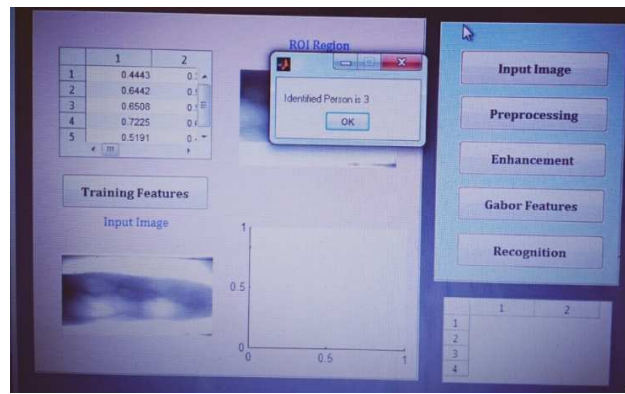 ROI Region
1 2
1 0.4443
2 0.6442
3 0.6508
4 0.7225
5 0.5191
Training Features
Input Image
Identified Person is 3
OK
1
0.5
0
0 0.5 1
Input Image
Preprocessing
Enhancement
Gabor Features
Recognition
1 2
1
2
3
4